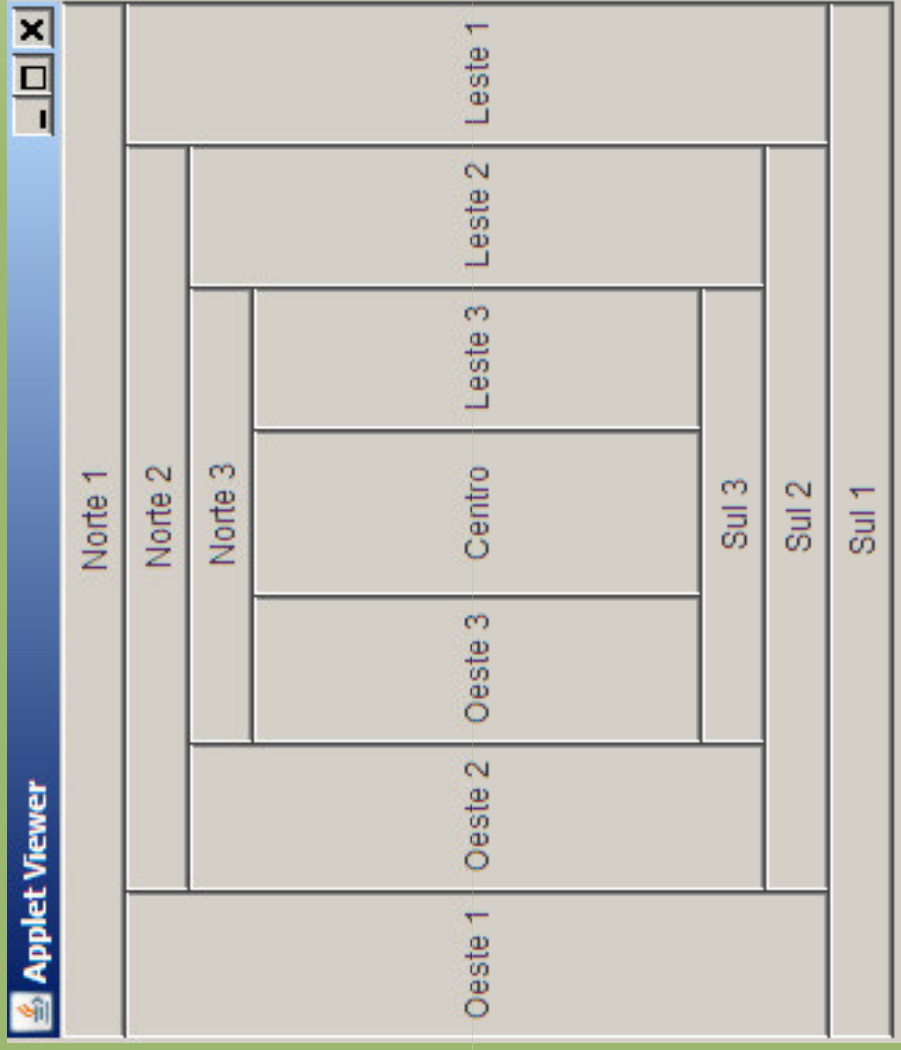 Applet Viewer
Norte 1
Norte 2
Norte 3
Oeste 1
Oeste 2
Oeste 3
Centro
Leste 3
Leste 2
Leste 1
Sul 3
Sul 2
Sul 1